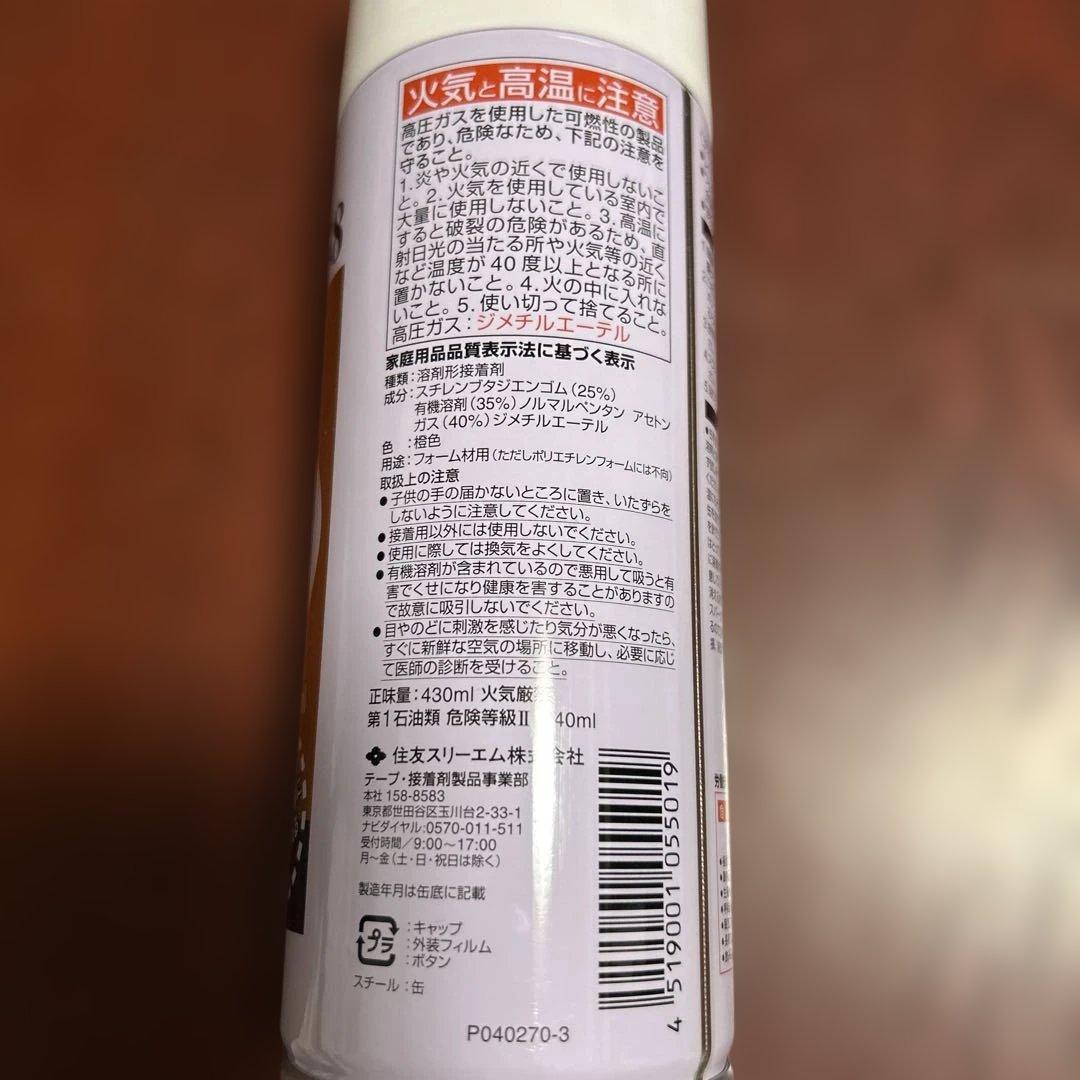 火気と高温に注意
高圧ガスを使用した可燃性の製品
であり、危険なため、下記の注意を
守ること。
1. 炎や火気の近くで使用しないこ
と。2. 火気を使用している室内で
大量に使用しないこと。3. 高温に
すると破裂の危険があるため、直
射日光の当たる所や火気等の近く
など温度が40度以上となる所に
置かないこと。4. 火の中に入れな
いこと。5. 使い切って捨てること。
高圧ガス：ジメチルエーテル
家庭用品品質表示法に基づく表示
種類：溶剤形接着剤
成分：スチレンブタジエンゴム（25%）
有機溶剤（35%）ノルマルペンタン アセトン
ガス（40%）ジメチルエーテル
色：橙色
用途：フォーム材用（ただしポリエチレンフォームには不向）
取扱上の注意
●子供の手の届かないところに置き、いたずらを
しないように注意してください。
●接着用以外には使用しないでください。
●使用に際しては換気をよくしてください。
●有機溶剤が含まれているので悪用して吸うと有
害でくせになり健康を害することがありますの
で故意に吸引しないでください。
●目やのどに刺激を感じたり気分が悪くなったら、
すぐに新鮮な空気の場所に移動し、必要に応じ
て医師の診断を受けること。
正味量：430ml 火気厳禁
第1石油類 危険等級Ⅱ 40ml
住友スリーエム株式会社
テープ・接着剤製品事業部
本社 158-8583
東京都世田谷区玉川台2-33-1
ナビダイヤル:0570-011-511
受付時間／9:00～17:00
月～金（土・日・祝日は除く）
製造年月は缶底に記載
プラ
：キャップ
：外装フィルム
：ボタン
スチール：缶
4 519001 055019
P040270-3